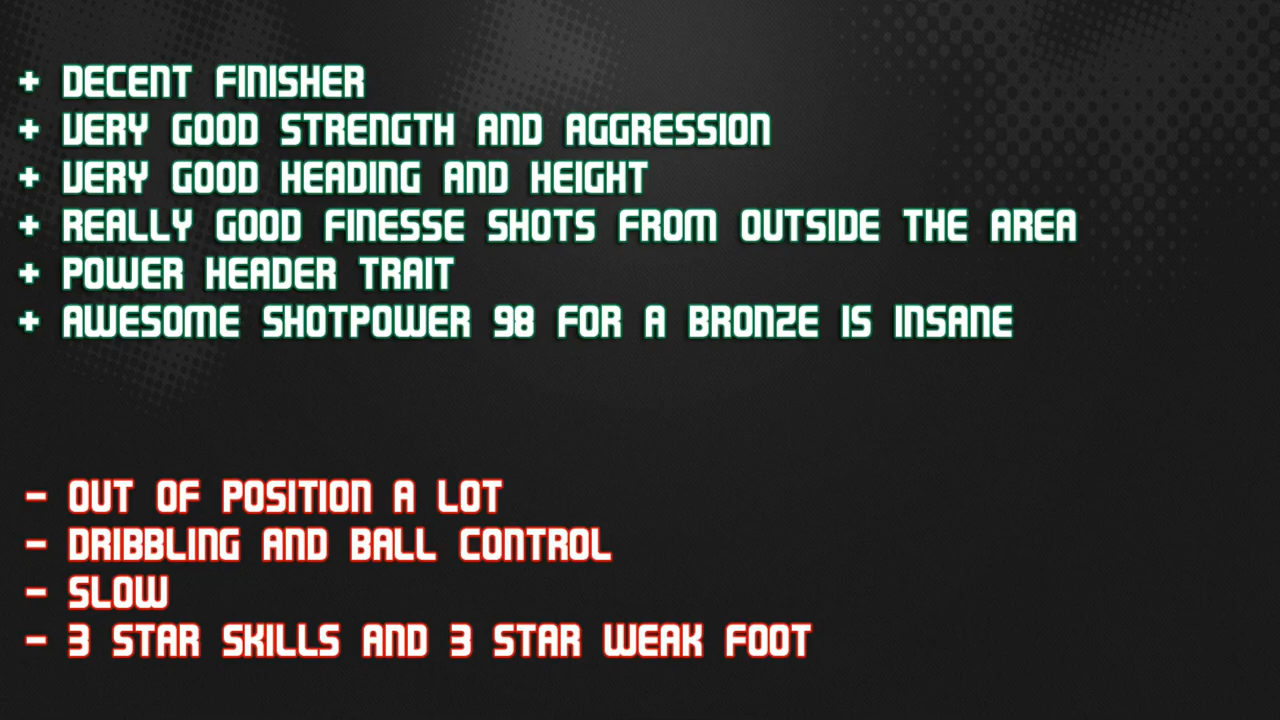 + DECENT FINISHER
+ VERY GOOD STRENGTH AND AGGRESSION
+ VERY GOOD HEADING AND HEIGHT
+ REALLY GOOD FINESSE SHOTS FROM OUTSIDE THE AREA
+ POWER HEADER TRAIT
+ AWESOME SHOTPOWER 98 FOR A BRONZE IS INSANE
- OUT OF POSITION A LOT
- DRIBBLING AND BALL CONTROL
- SLOW
- 3 STAR SKILLS AND 3 STAR WEAK FOOT